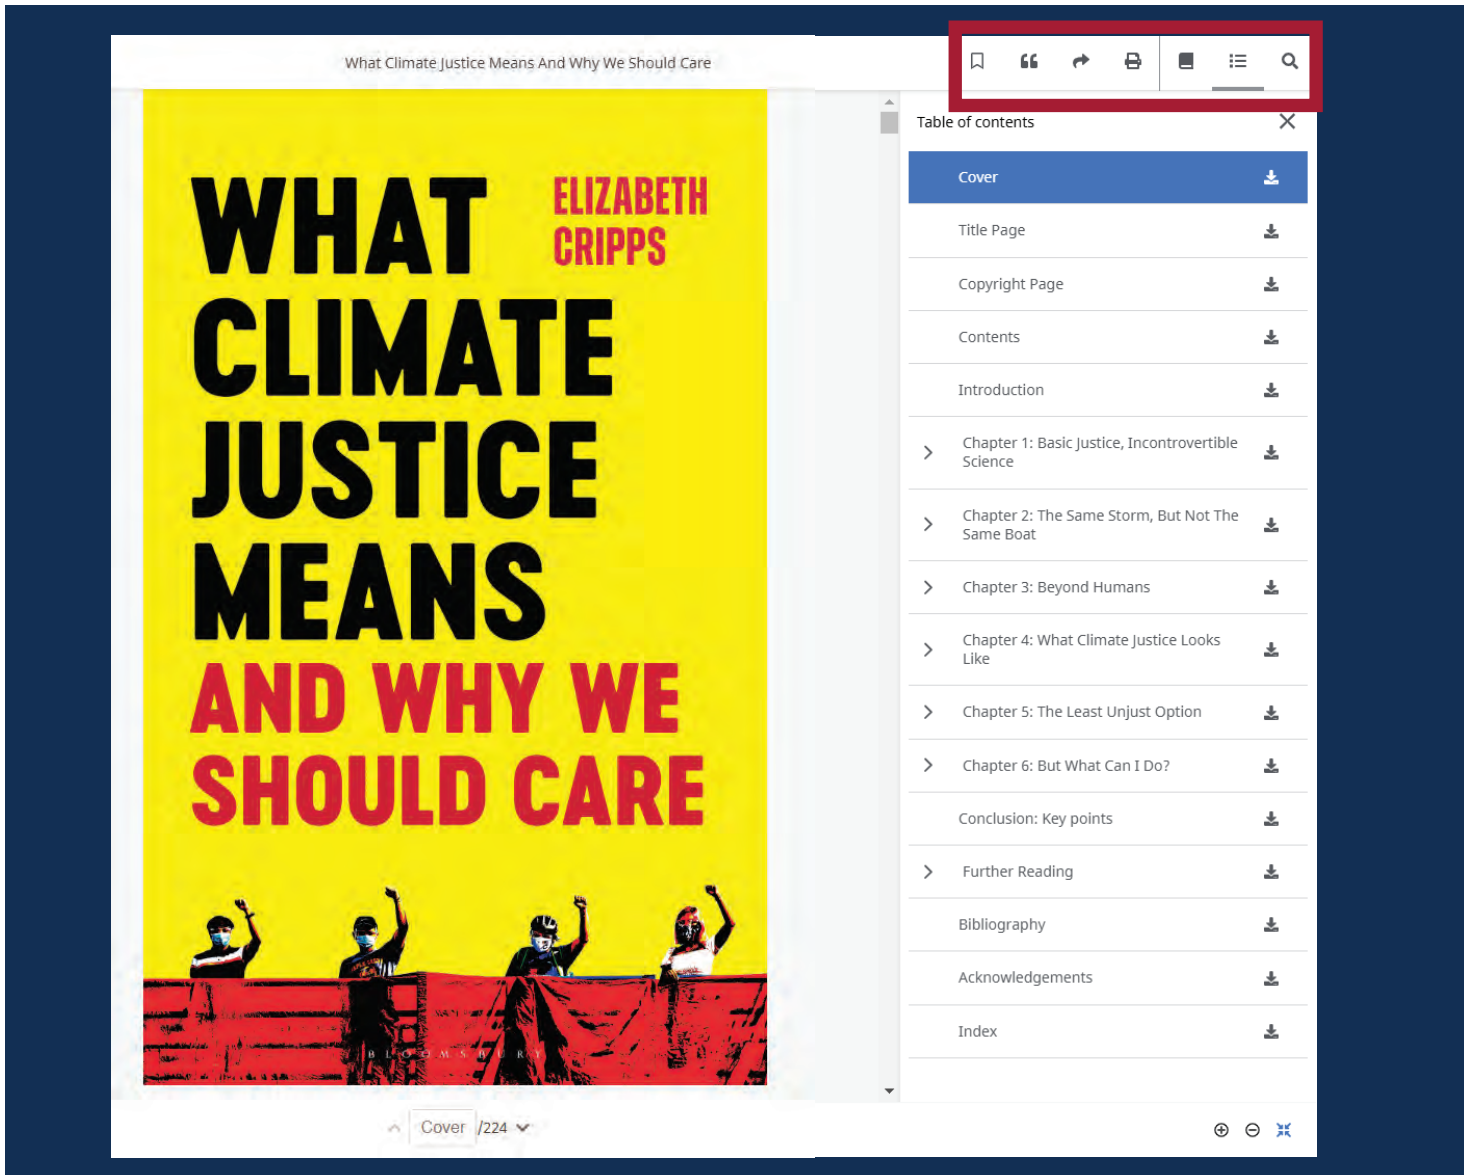 What Climate Justice Means And Why We Should Care
WHAT
CLIMATE
JUSTICE
MEANS
AND WHY WE
SHOULD CARE
ELIZABETH
CRIPPS
BLOOMSBURY
Cover /224
Table of contents
Cover
Title Page
Copyright Page
Contents
Introduction
Chapter 1: Basic Justice, Incontrovertible
Science
Chapter 2: The Same Storm, But Not The
Same Boat
Chapter 3: Beyond Humans
Chapter 4: What Climate Justice Looks
Like
Chapter 5: The Least Unjust Option
Chapter 6: But What Can I Do?
Conclusion: Key points
Further Reading
Bibliography
Acknowledgements
Index